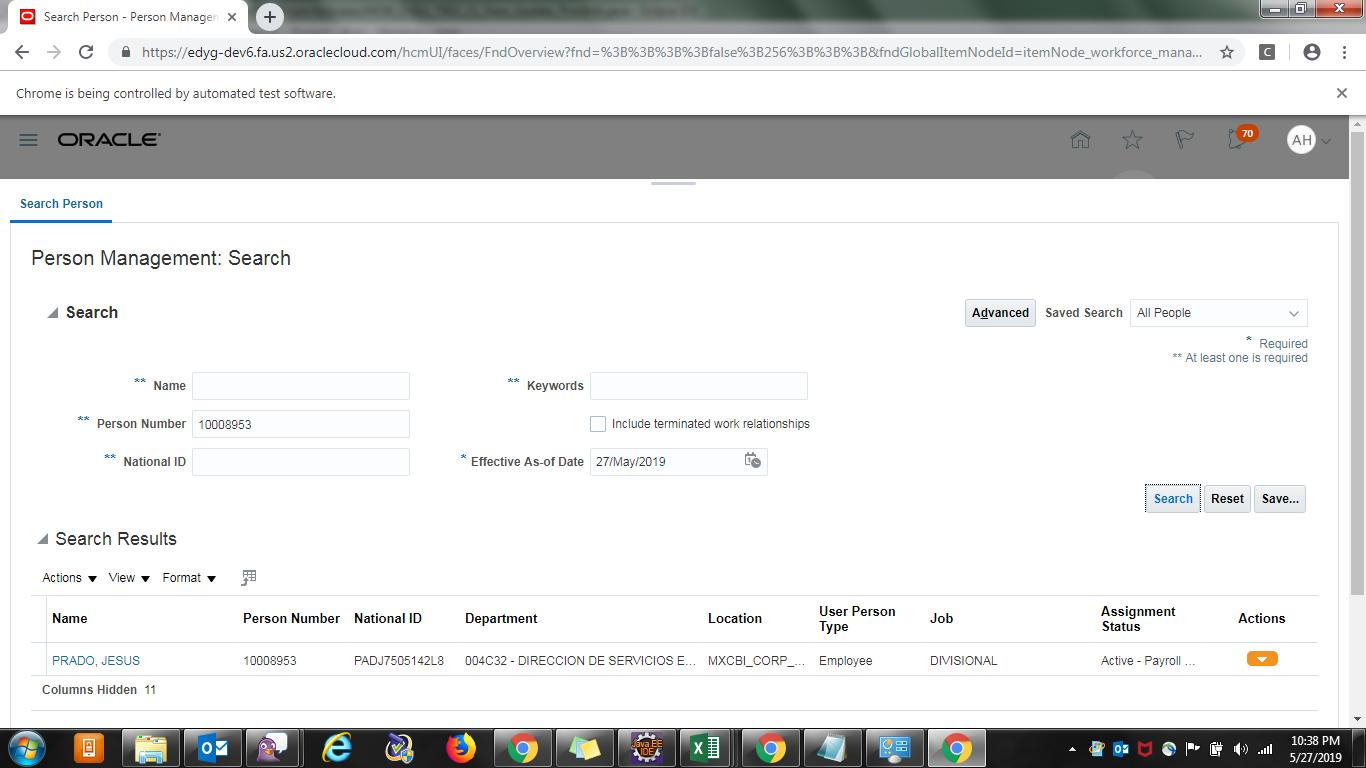 Search Person - Person Managemen
https://edyg-dev6.fa.us2.oraclecloud.com/hcmUI/faces/FndOverview?fnd=%3B%3B%3B%3Bfalse%3B256%3B%3B%3B&fndGlobalItemNodeId=itemNode_workforce_mana...
Chrome is being controlled by automated test software.
ORACLE
70
AH
Search Person
Person Management: Search
Search
Advanced Saved Search All People
* Required
** At least one is required
** Name
** Keywords
** Person Number 10008953
Include terminated work relationships
** National ID
* Effective As-of Date 27/May/2019
Search Reset Save...
Search Results
Actions View Format
Name Person Number National ID Department Location User Person Type Job Assignment Status Actions
PRADO, JESUS 10008953 PADJ7505142L8 004C32 - DIRECCION DE SERVICIOS E... MXCBI_CORP_... Employee DIVISIONAL Active - Payroll ...
Columns Hidden 11
Java EE
IDE
10:38 PM
5/27/2019